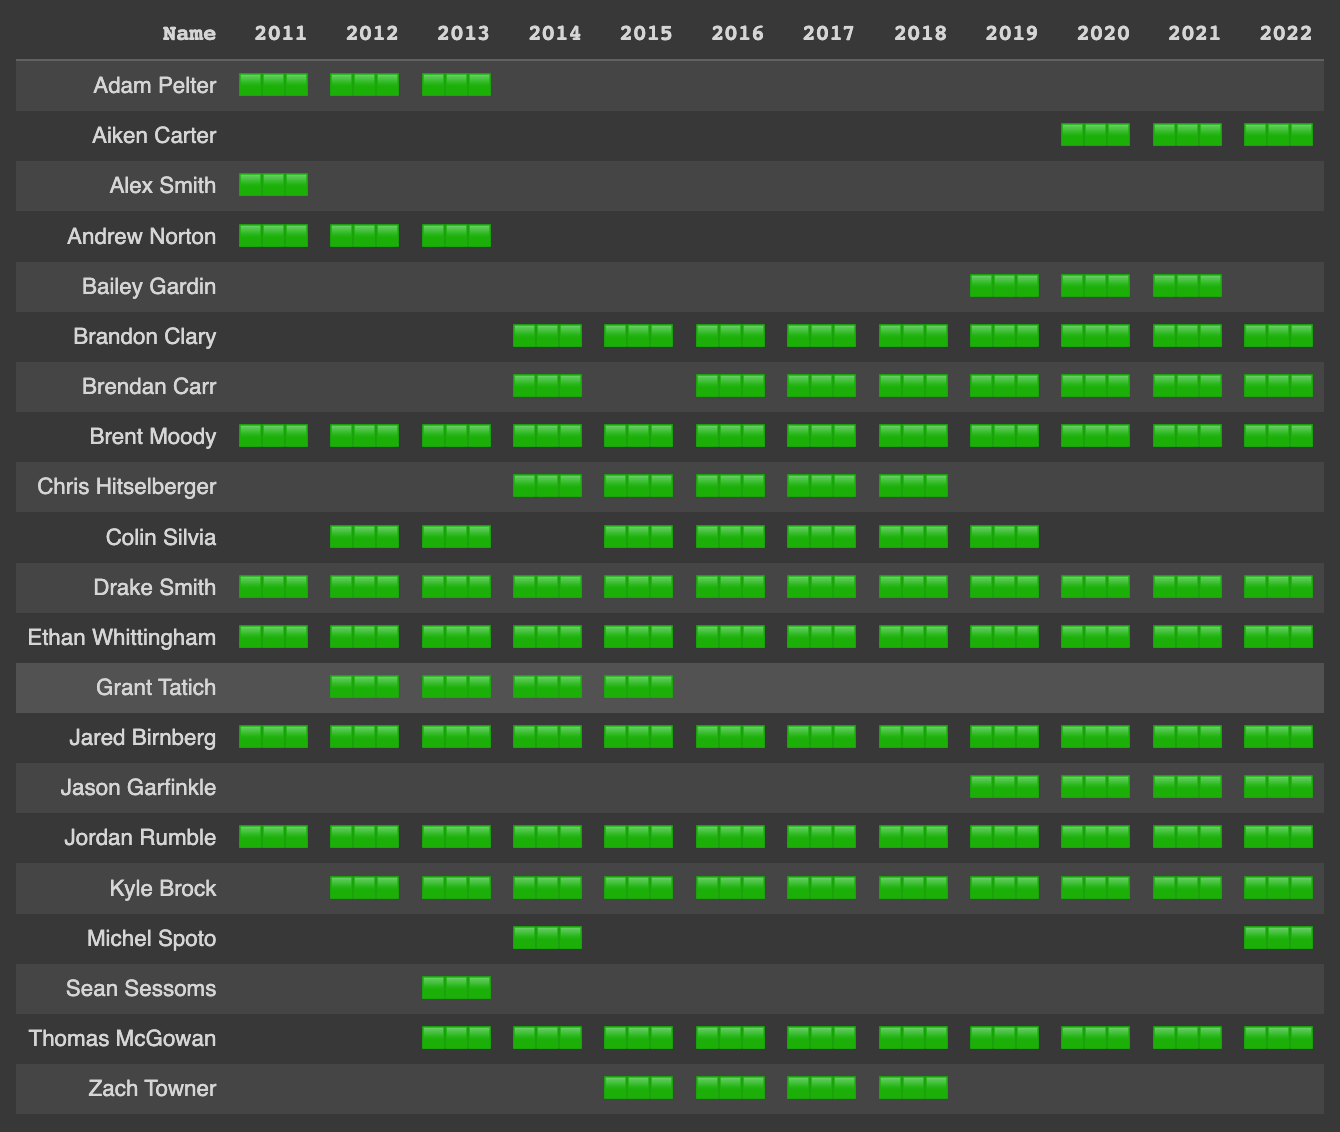 Name 2011 2012 2013 2014 2015 2016 2017 2018 2019 2020 2021 2022
Adam Pelter
Aiken Carter
Alex Smith
Andrew Norton
Bailey Gardin
Brandon Clary
Brendan Carr
Brent Moody
Chris Hitselberger
Colin Silvia
Drake Smith
Ethan Whittingham
Grant Tatich
Jared Birnberg
Jason Garfinkle
Jordan Rumble
Kyle Brock
Michel Spoto
Sean Sessoms
Thomas McGowan
Zach Towner